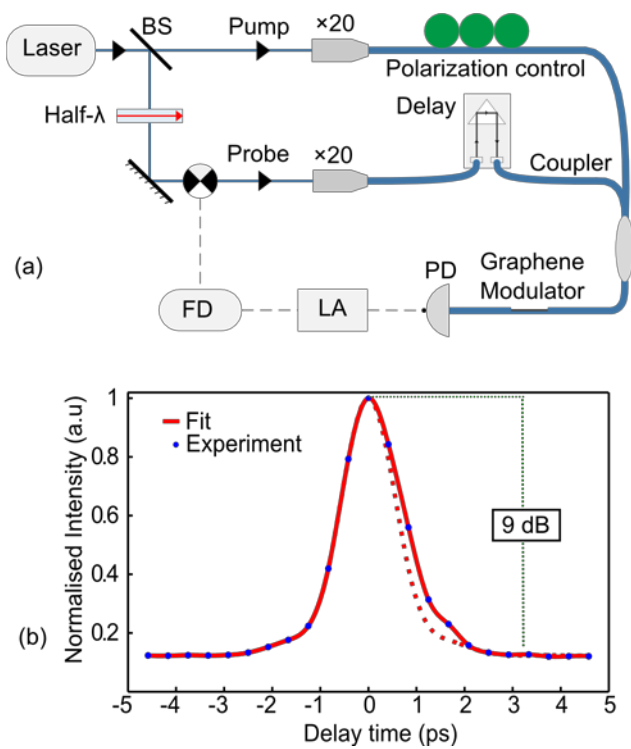 Laser
BS
Pump
×20
Polarization control
Half-λ
Delay
Probe
×20
Coupler
(a)
FD
LA
PD
Graphene
Modulator
Normalised Intensity (a.u)
1
0.8
0.6
0.4
0.2
Fit
Experiment
9 dB
(b)
-5 -4 -3 -2 -1 0 1 2 3 4 5
Delay time (ps)